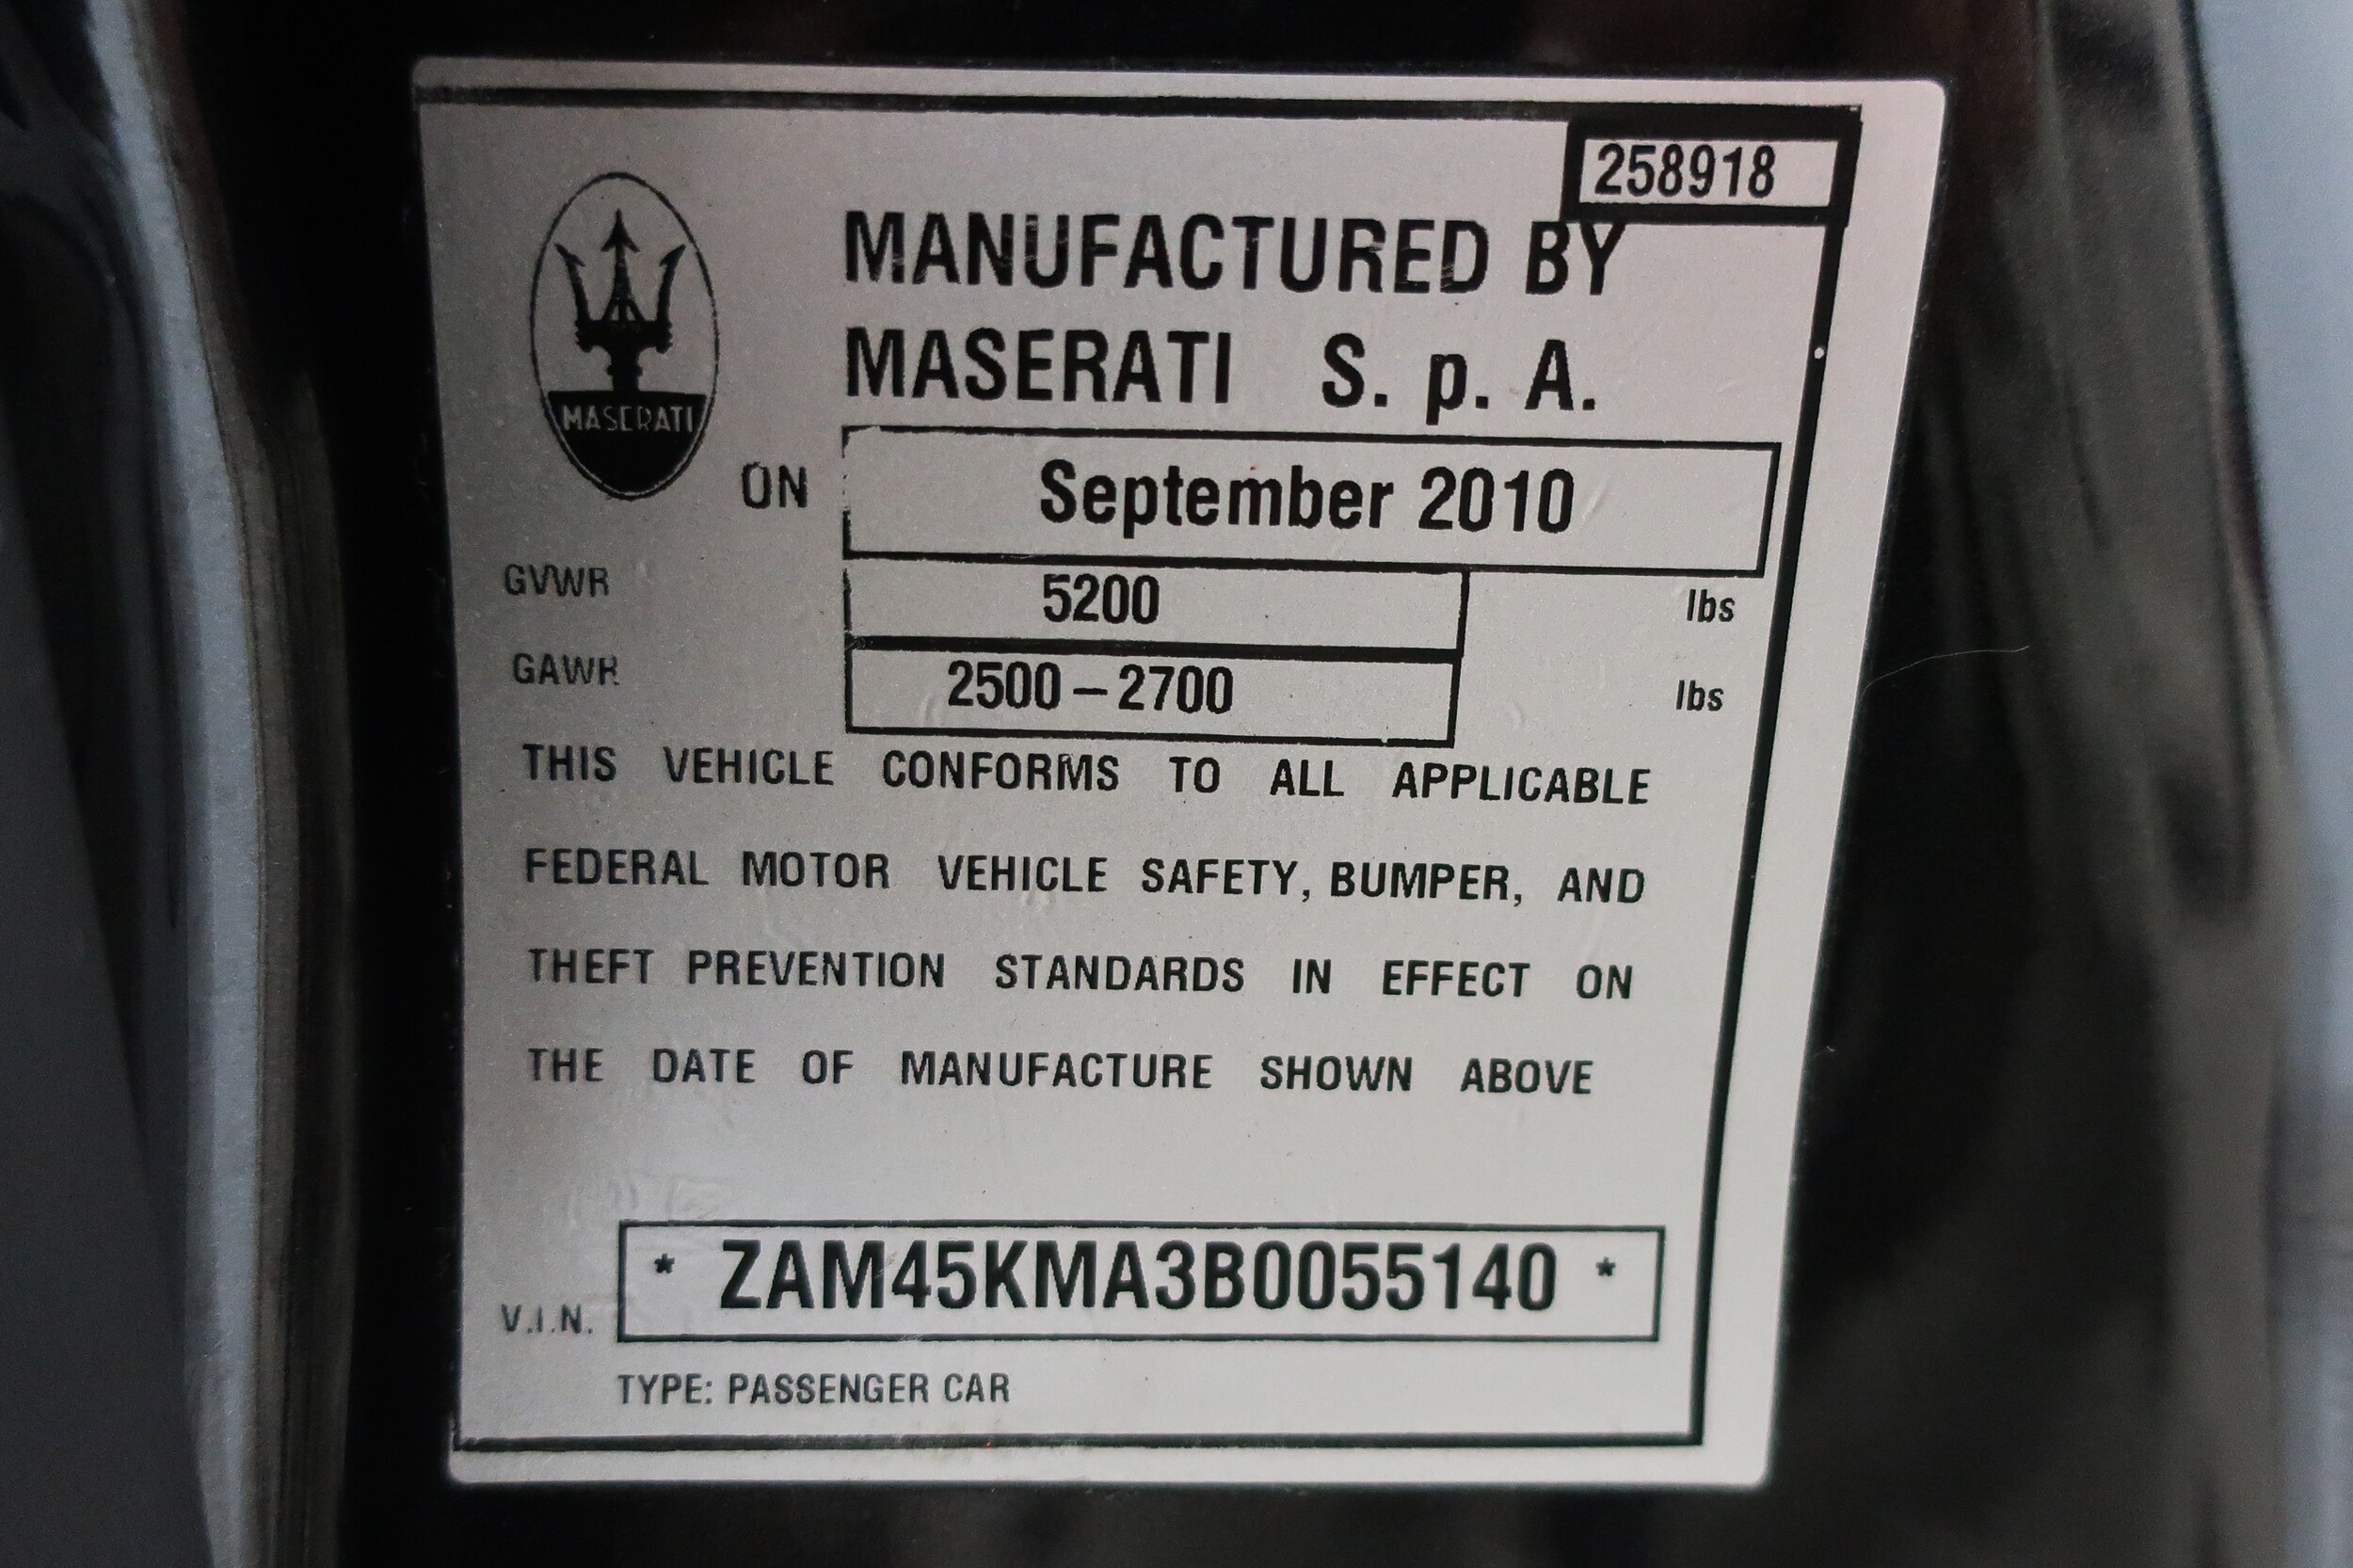 258918
MANUFACTURED BY
MASERATI S. p. A.
MASERATI
ON September 2010
GVWR 5200 lbs
GAWR 2500 – 2700 lbs
THIS VEHICLE CONFORMS TO ALL APPLICABLE
FEDERAL MOTOR VEHICLE SAFETY, BUMPER, AND
THEFT PREVENTION STANDARDS IN EFFECT ON
THE DATE OF MANUFACTURE SHOWN ABOVE
V.I.N. * ZAM45KMA3B0055140 *
TYPE: PASSENGER CAR